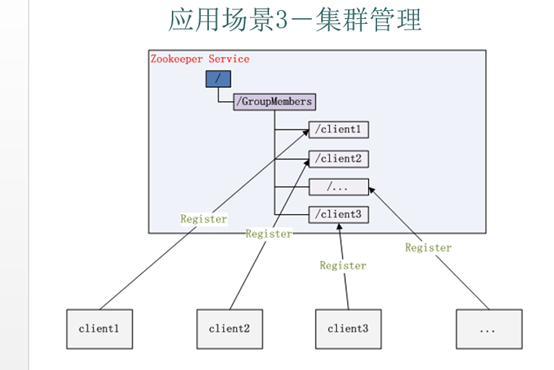 应用场景3－集群管理
Zookeeper Service
/
/GroupMembers
/client1
/client2
/...
/client3
Register
Register
Register
Register
client1
client2
client3
...